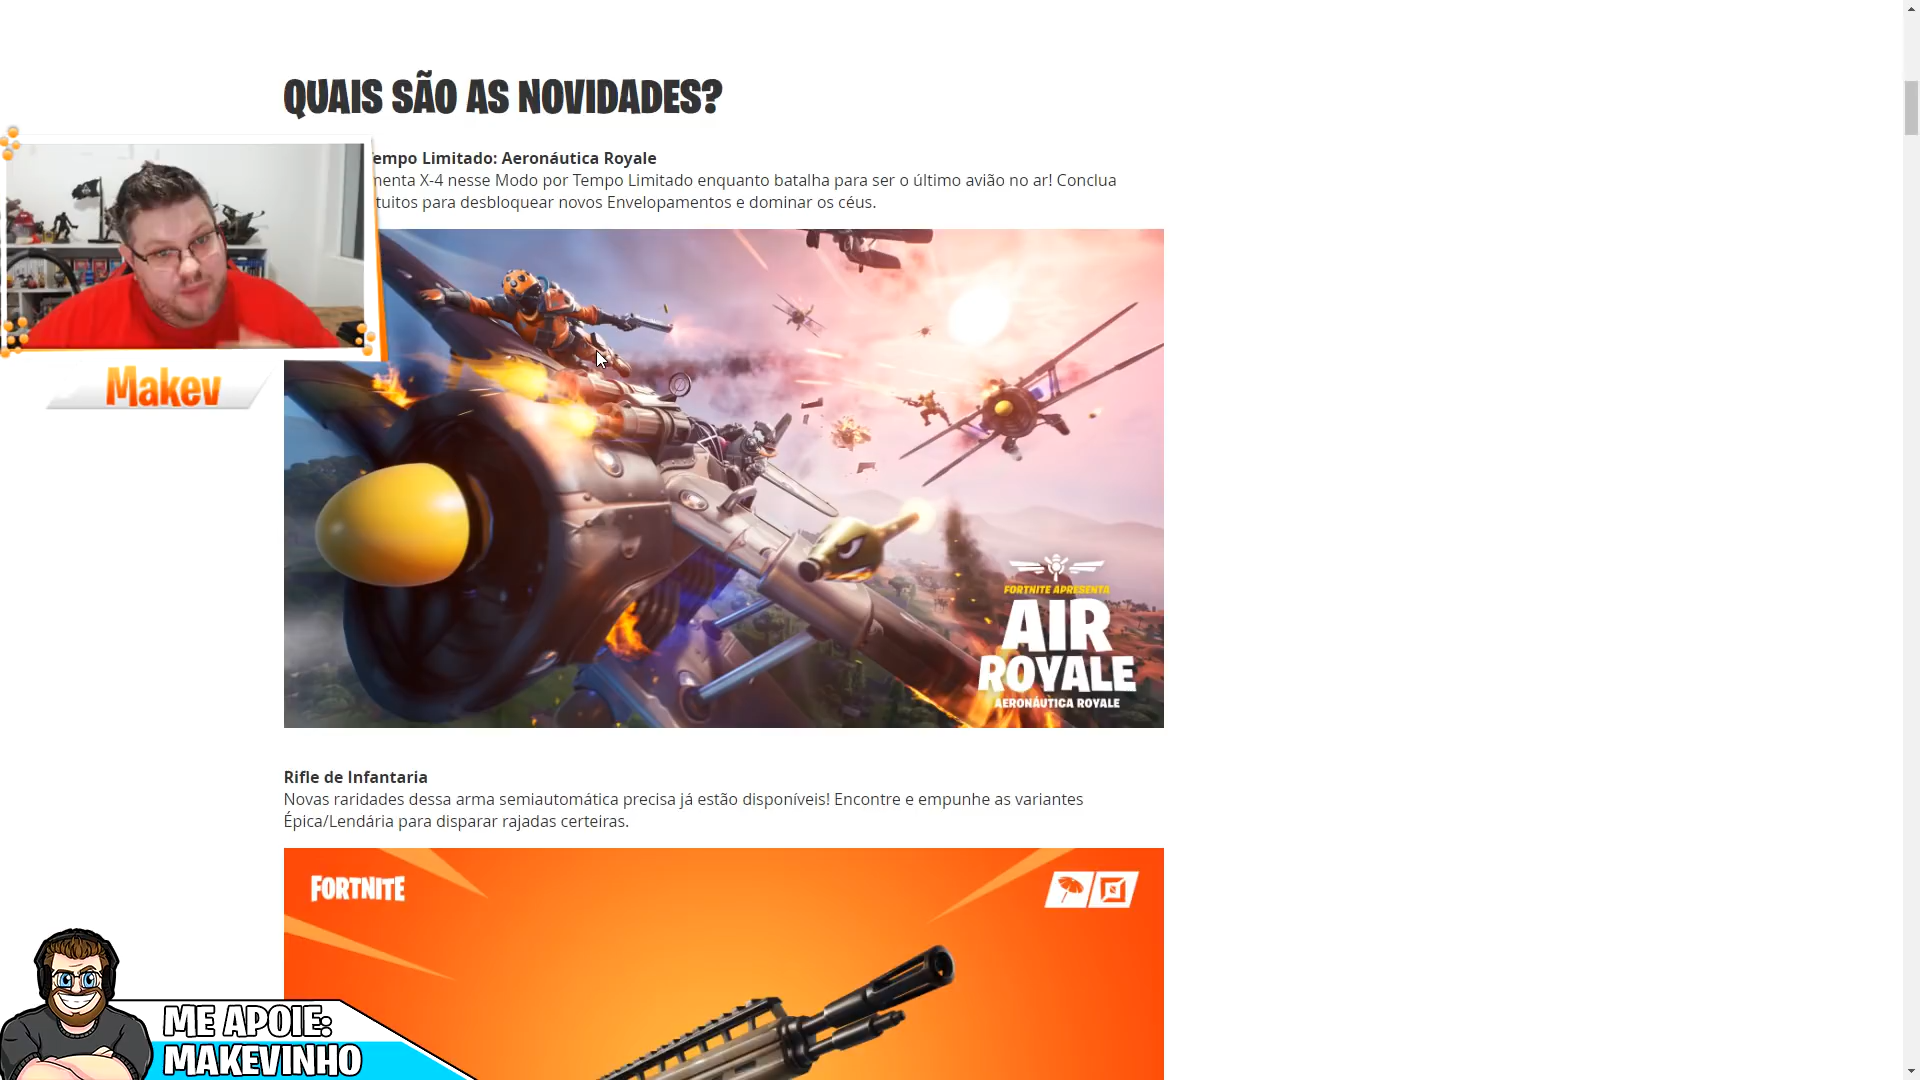 QUAIS SÃO AS NOVIDADES?
empo Limitado: Aeronáutica Royale
menta X-4 nesse Modo por Tempo Limitado enquanto batalha para ser o último avião no ar! Conclua
tuitos para desbloquear novos Envelopamentos e dominar os céus.
Makev
FORTNITE APRESENTA
AIR
ROYALE
AERONÁUTICA ROYALE
Rifle de Infantaria
Novas raridades dessa arma semiautomática precisa já estão disponíveis! Encontre e empunhe as variantes
Épica/Lendária para disparar rajadas certeiras.
FORTNITE
ME APOIE:
MAKEVINHO